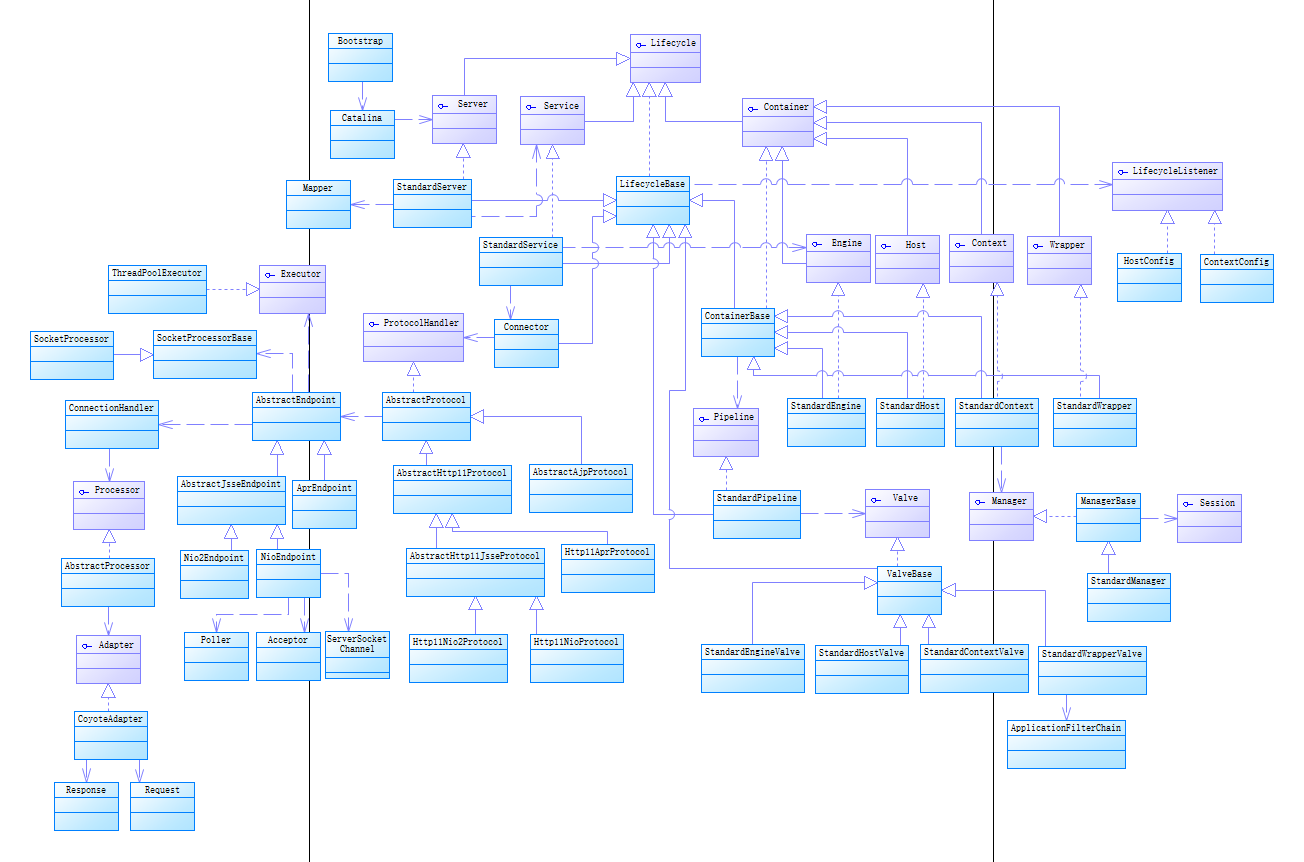 Bootstrap
Lifecycle
Server
Service
Container
Catalina
LifecycleListener
Mapper
StandardServer
LifecycleBase
StandardService
Engine
Host
Context
Wrapper
HostConfig
ContextConfig
ThreadPoolExecutor
Executor
ContainerBase
ProtocolHandler
Connector
SocketProcessor
SocketProcessorBase
AbstractEndpoint
AbstractProtocol
ConnectionHandler
Pipeline
StandardEngine
StandardHost
StandardContext
StandardWrapper
AbstractHttp11Protocol
AbstractAjpProtocol
Processor
AbstractJsseEndpoint
AprEndpoint
StandardPipeline
Valve
Manager
ManagerBase
Session
AbstractProcessor
Nio2Endpoint
NioEndpoint
AbstractHttp11JsseProtocol
Http11AprProtocol
ValveBase
StandardManager
Adapter
Poller
Acceptor
ServerSocket
Channel
Http11Nio2Protocol
Http11NioProtocol
StandardEngineValve
StandardHostValve
StandardContextValve
StandardWrapperValve
CoyoteAdapter
ApplicationFilterChain
Response
Request